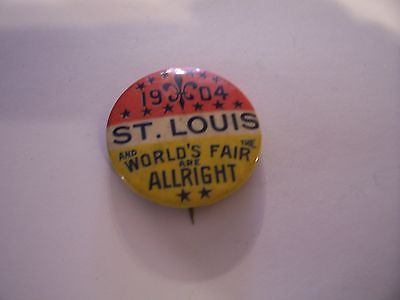 1904
ST. LOUIS
AND THE
WORLD'S FAIR
ARE
ALLRIGHT